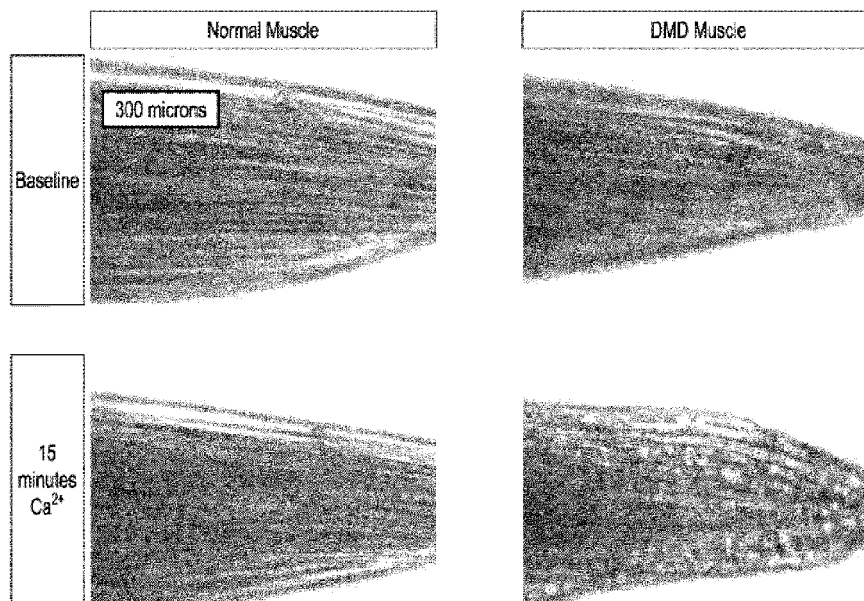 Normal Muscle
DMD Muscle
Baseline
300 microns
15
minutes
Ca²⁺